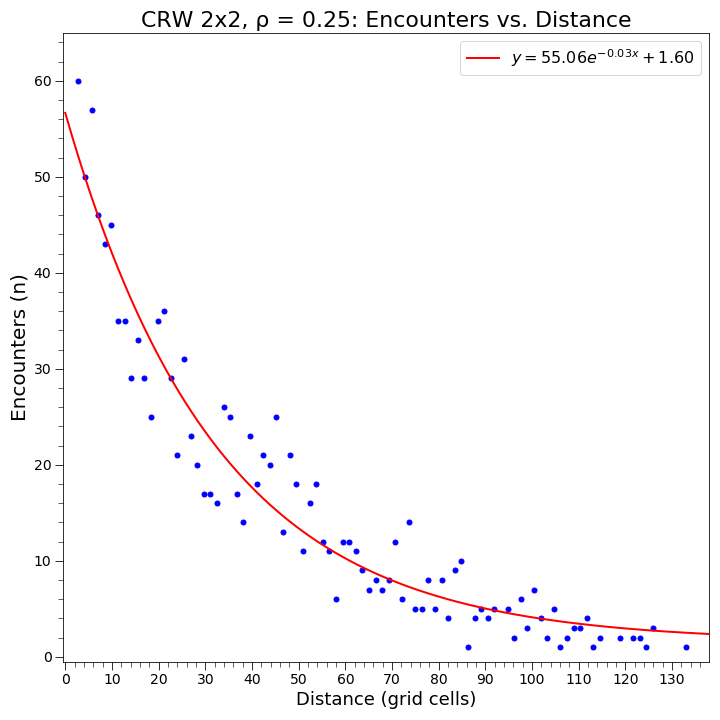 CRW 2x2, ρ = 0.25: Encounters vs. Distance
y = 55.06e^{-0.03x} + 1.60
Encounters (n)
60
50
40
30
20
10
0
0 10 20 30 40 50 60 70 80 90 100 110 120 130
Distance (grid cells)